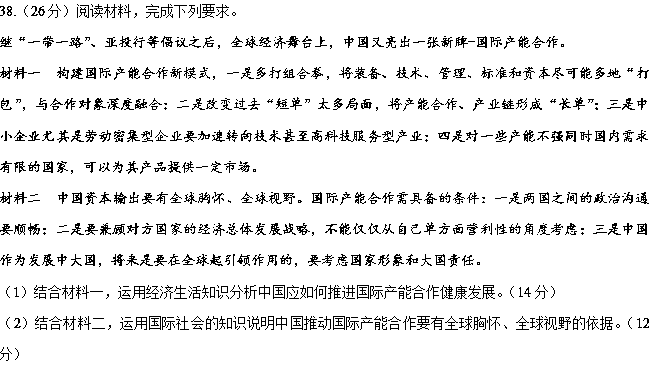 38.（26分）阅读材料，完成下列要求。
继“一带一路”、亚投行等倡议之后，全球经济舞台上，中国又亮出一张新牌-国际产能合作。
材料一　构建国际产能合作新模式，一是多打组合拳，将装备、技术、管理、标准和资本尽可能多地“打
包”，与合作对象深度融合；二是改变过去“短单”太多局面，将产能合作、产业链形成“长单”；三是中
小企业尤其是劳动密集型企业要加速转向技术甚至高科技服务型产业；四是对一些产能不强同时国内需求
有限的国家，可以为其产品提供一定市场。
材料二　中国资本输出要有全球胸怀、全球视野。国际产能合作需具备的条件：一是两国之间的政治沟通
要顺畅；二是要兼顾对方国家的经济总体发展战略，不能仅仅从自己单方面营利性的角度考虑；三是中国
作为发展中大国，将来是要在全球起引领作用的，要考虑国家形象和大国责任。
（1）结合材料一，运用经济生活知识分析中国应如何推进国际产能合作健康发展。（14分）
（2）结合材料二，运用国际社会的知识说明中国推动国际产能合作要有全球胸怀、全球视野的依据。（12
分）